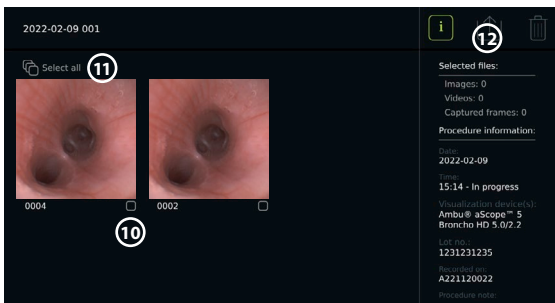 2022-02-09 001
i
12
Select all
11
0004
0002
10
Selected files:
Images: 0
Videos: 0
Captured frames: 0
Procedure information:
Date:
2022-02-09
Time:
15:14 - In progress
Visualization device(s):
Ambu® aScope™ 5
Broncho HD 5.0/2.2
Lot no.:
1231231235
Recorded on:
A221120022
Procedure note: